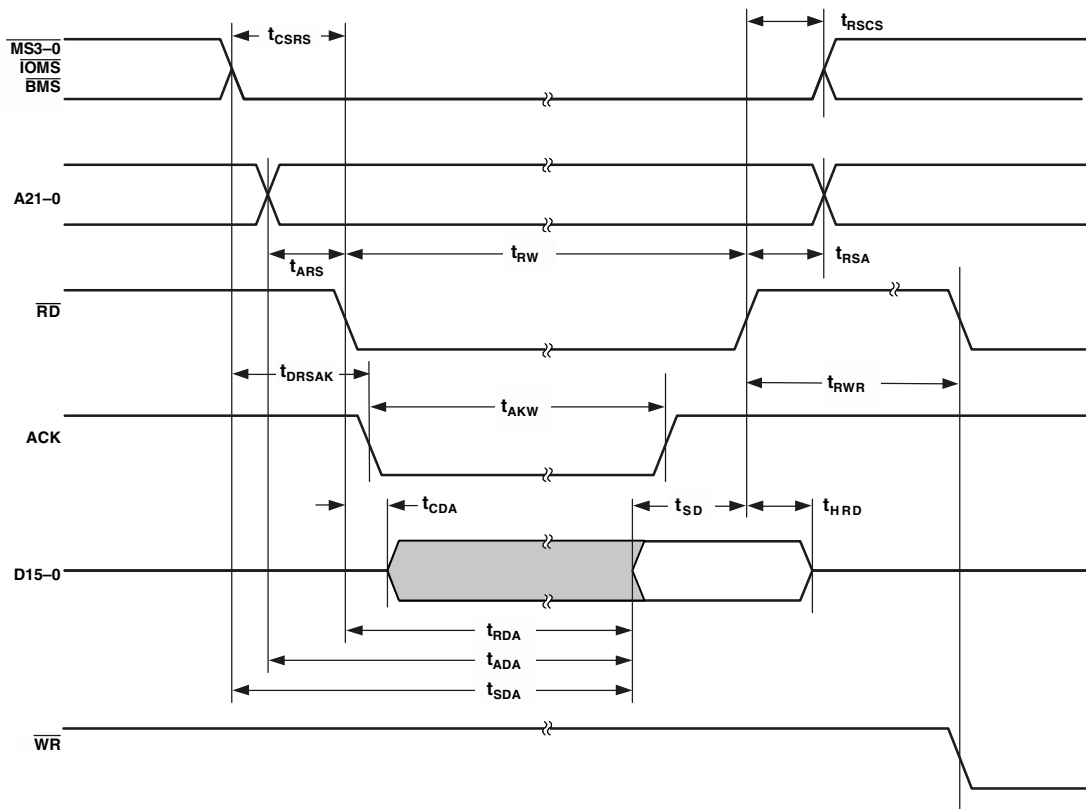 tCSRS
tRSCS
MS3–0
IOMS
BMS
A21–0
tARS
tRW
tRSA
RD
tDRSAK
tAKW
tRWR
ACK
tCDA
tSD
tHRD
D15–0
tRDA
tADA
tSDA
WR